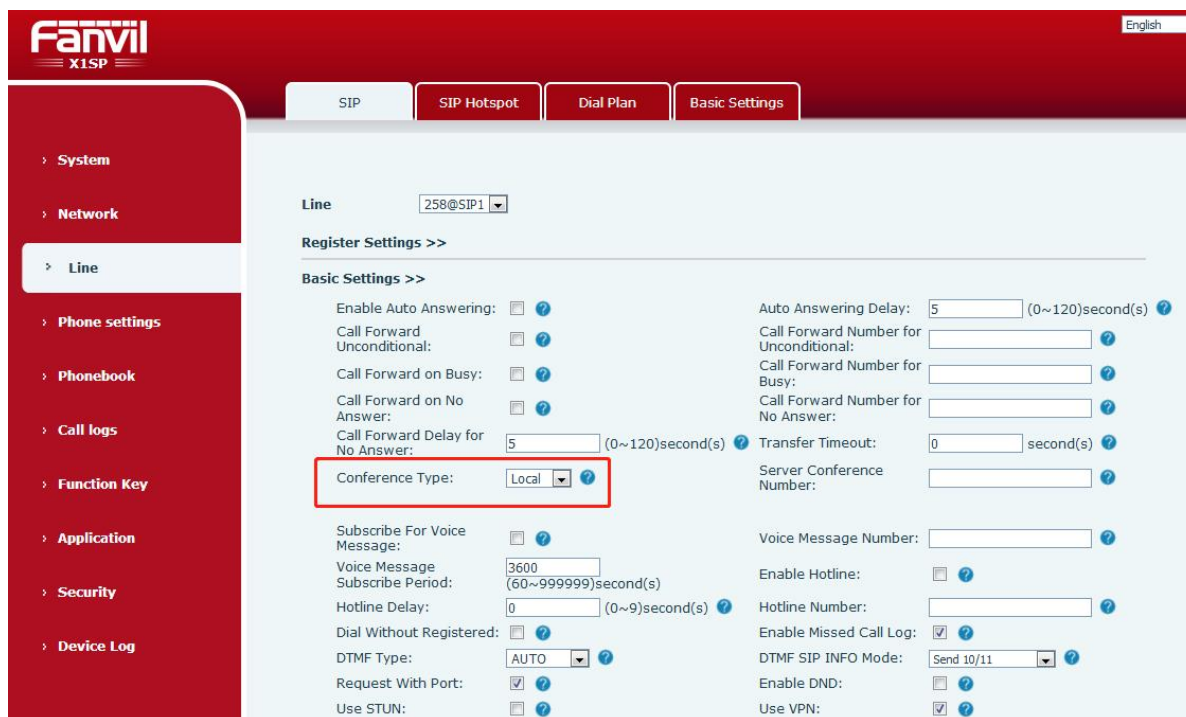 English
Fanvil
X1SP
SIP
SIP Hotspot
Dial Plan
Basic Settings
System
Network
Line
Phone settings
Phonebook
Call logs
Function Key
Application
Security
Device Log
Line 258@SIP1
Register Settings >>
Basic Settings >>
Enable Auto Answering: ? Auto Answering Delay: 5 (0~120)second(s) ?
Call Forward
Unconditional: ? Call Forward Number for
Unconditional: ?
Call Forward on Busy: ? Call Forward Number for
Busy: ?
Call Forward on No
Answer: ? Call Forward Number for
No Answer: ?
Call Forward Delay for
No Answer: 5 (0~120)second(s) ? Transfer Timeout: 0 second(s) ?
Conference Type: Local ? Server Conference
Number: ?
Subscribe For Voice
Message: ? Voice Message Number: ?
Voice Message
Subscribe Period: 3600
(60~999999)second(s) Enable Hotline: ?
Hotline Delay: 0 (0~9)second(s) ? Hotline Number: ?
Dial Without Registered: ? Enable Missed Call Log: ?
DTMF Type: AUTO ? DTMF SIP INFO Mode: Send 10/11 ?
Request With Port: ? Enable DND: ?
Use STUN: ? Use VPN: ?